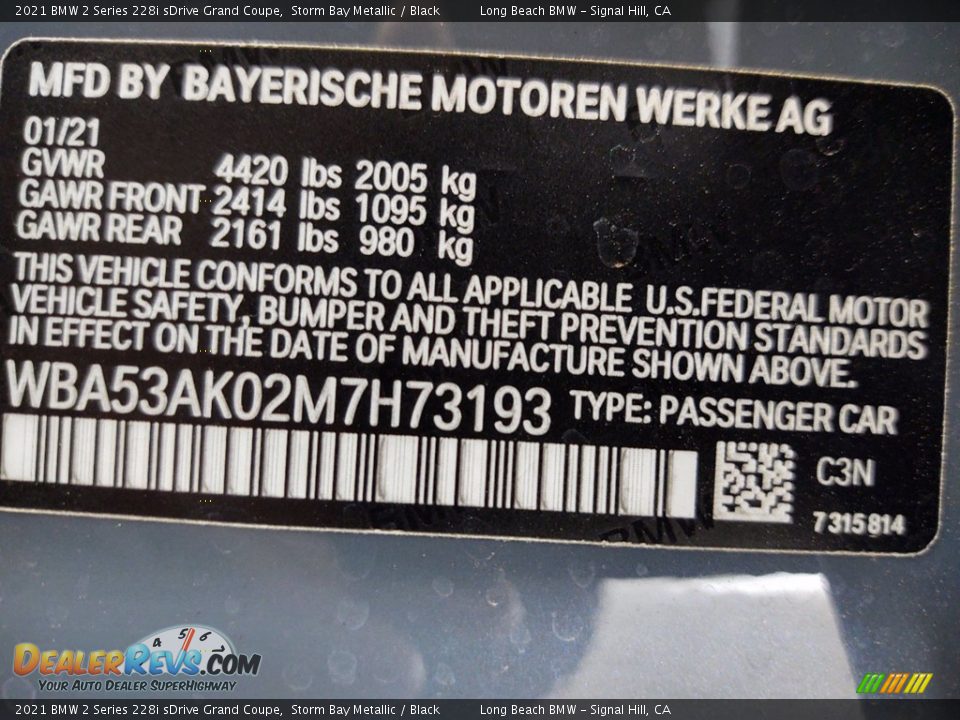 2021 BMW 2 Series 228i sDrive Grand Coupe, Storm Bay Metallic / Black Long Beach BMW - Signal Hill, CA
MFD BY BAYERISCHE MOTOREN WERKE AG
01/21
GVWR 4420 lbs 2005 kg
GAWR FRONT 2414 lbs 1095 kg
GAWR REAR 2161 lbs 980 kg
THIS VEHICLE CONFORMS TO ALL APPLICABLE U.S.FEDERAL MOTOR
VEHICLE SAFETY, BUMPER AND THEFT PREVENTION STANDARDS
IN EFFECT ON THE DATE OF MANUFACTURE SHOWN ABOVE.
WBA53AK02M7H73193 TYPE: PASSENGER CAR
C3N
7315814
4 5 6
DEALERREVS.COM
YOUR AUTO DEALER SUPERHIGHWAY
2021 BMW 2 Series 228i sDrive Grand Coupe, Storm Bay Metallic / Black Long Beach BMW - Signal Hill, CA